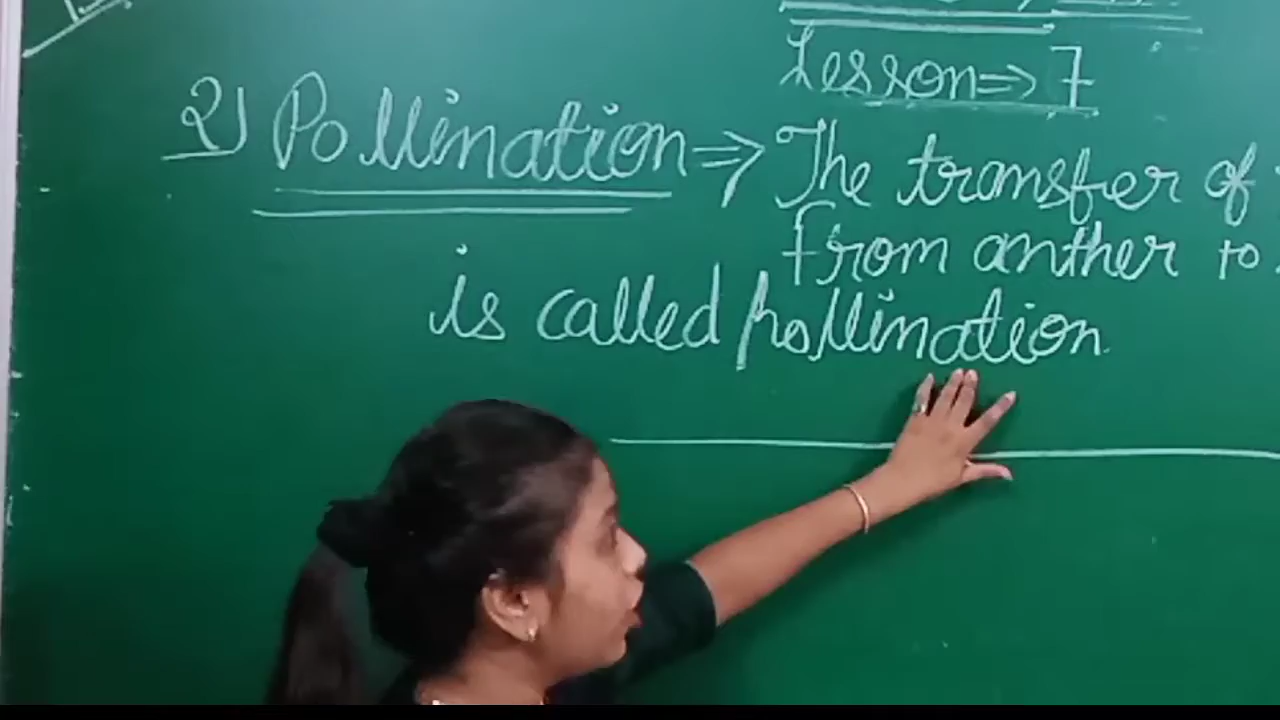 Lesson => 7
2) Pollination => The transfer of
from anther to
is called pollination.